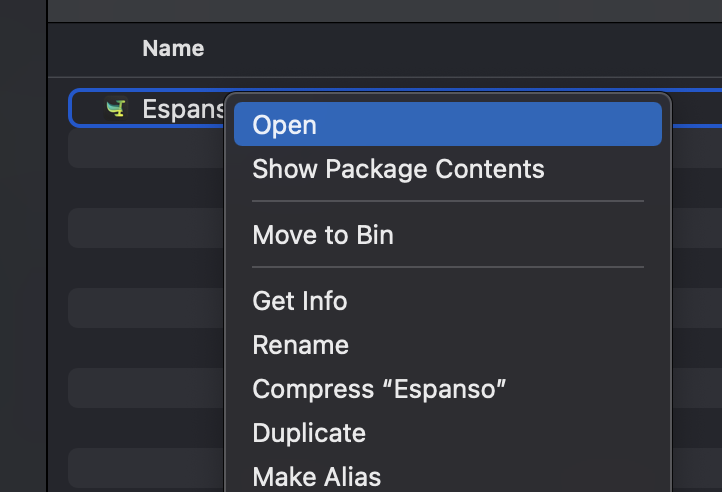 Name
Espans
Open
Show Package Contents
Move to Bin
Get Info
Rename
Compress “Espanso”
Duplicate
Make Alias